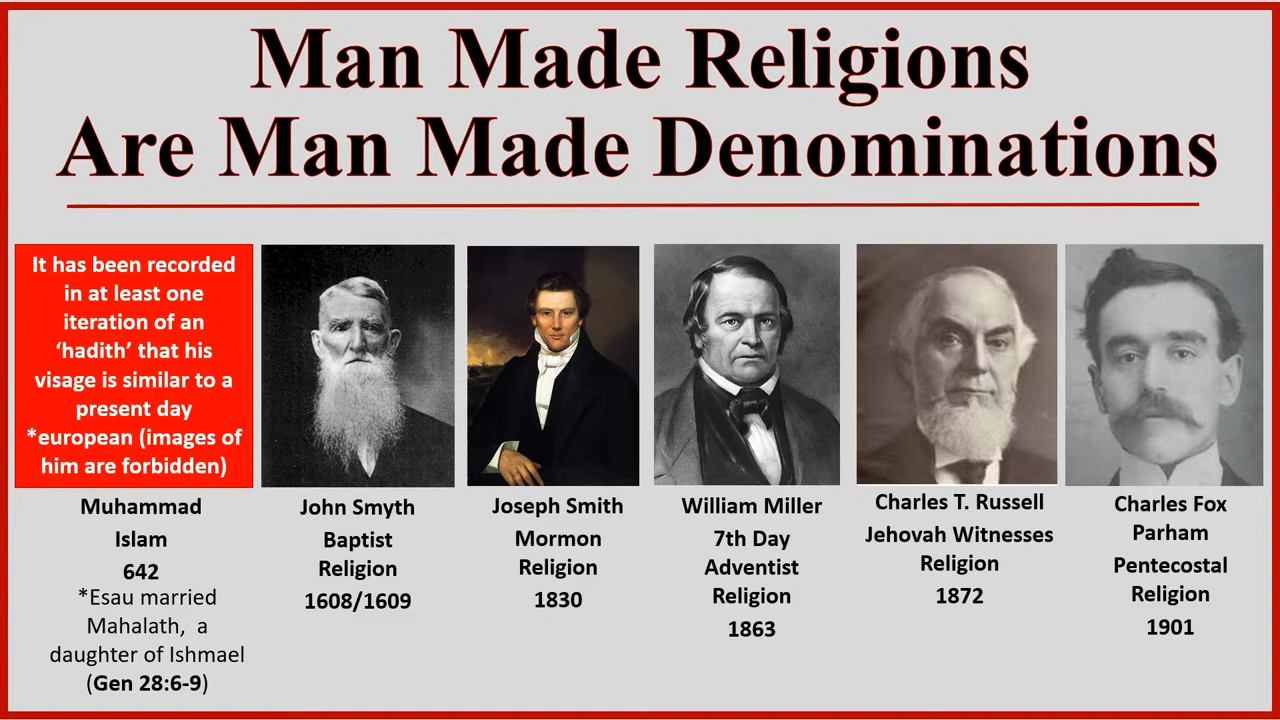 Man Made Religions
Are Man Made Denominations
It has been recorded
in at least one
iteration of an
‘hadith’ that his
visage is similar to a
present day
*european (images of
him are forbidden)
Muhammad
Islam
642
*Esau married
Mahalath,  a
daughter of Ishmael
(Gen 28:6-9)
John Smyth
Baptist
Religion
1608/1609
Joseph Smith
Mormon
Religion
1830
William Miller
7th Day
Adventist
Religion
1863
Charles T. Russell
Jehovah Witnesses
Religion
1872
Charles Fox
Parham
Pentecostal
Religion
1901